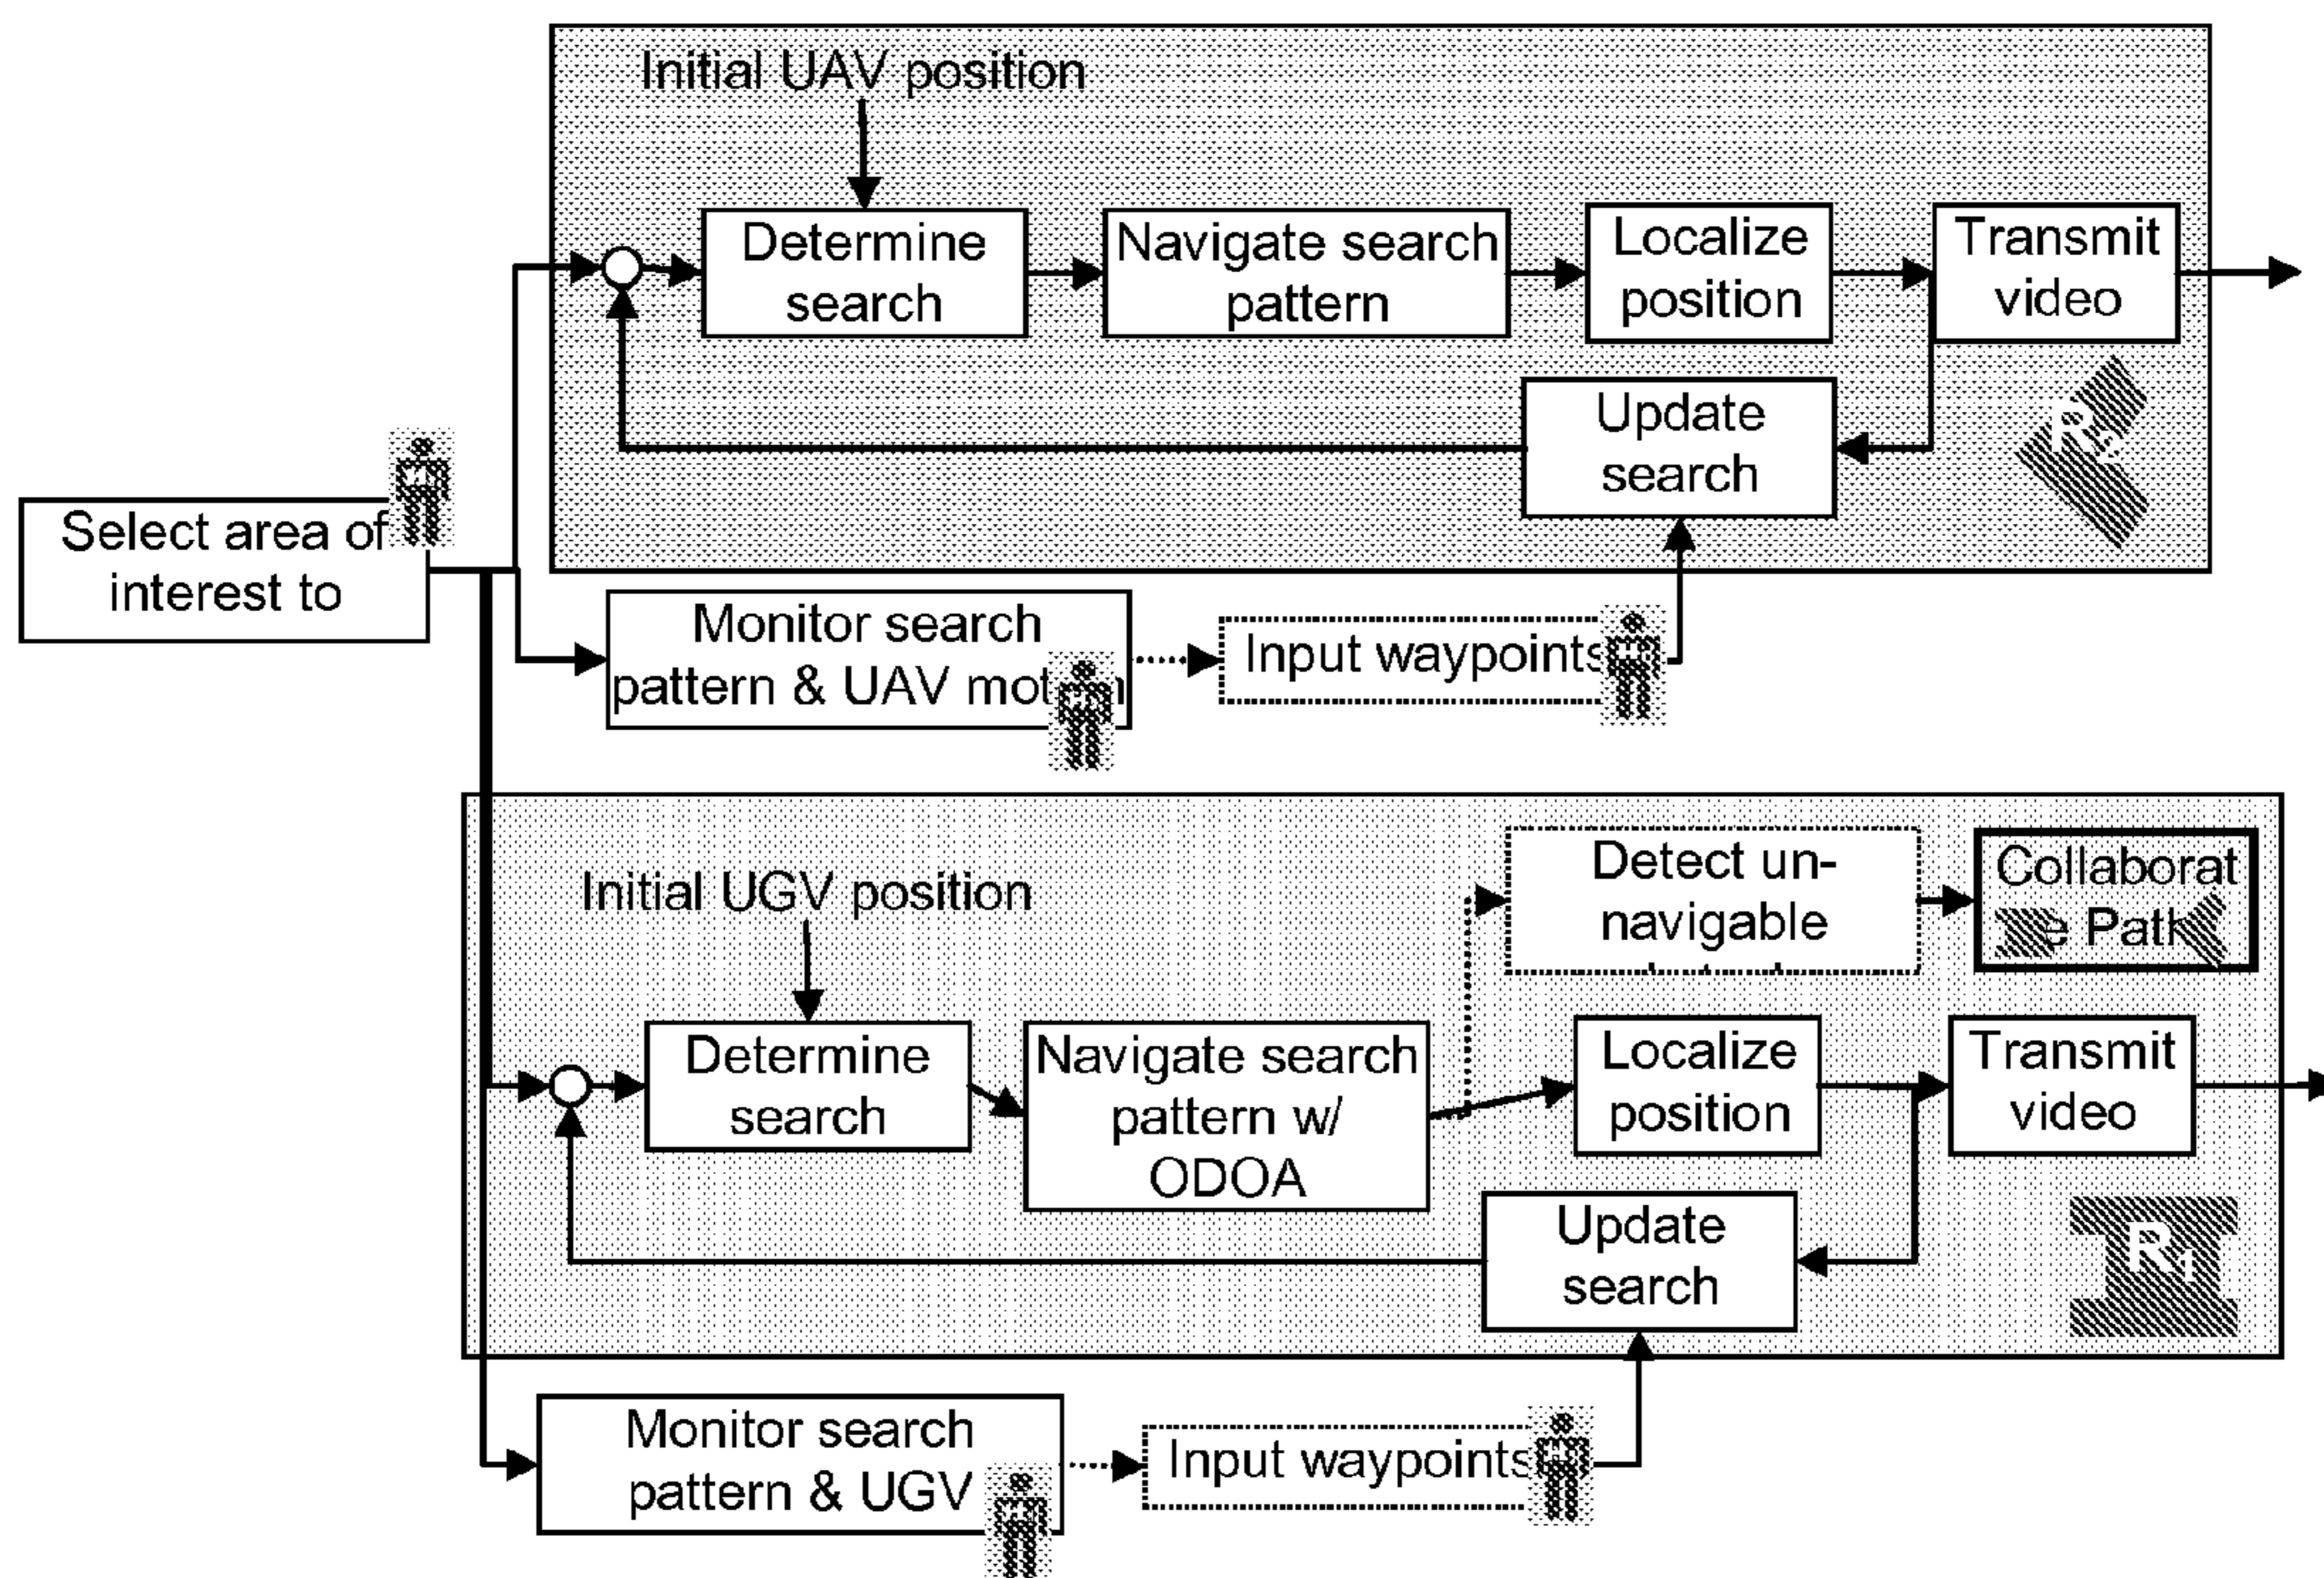 Initial UAV position
Determine
search
Navigate search
pattern
Localize
position
Transmit
video
Update
search
R2
Select area of
interest to
Monitor search
pattern & UAV
Input waypoints
Detect un-
navigable
Collaborat
e Path
Initial UGV position
Determine
search
Navigate search
pattern w/
ODOA
Localize
position
Transmit
video
Update
search
R1
Monitor search
pattern & UGV
Input waypoints